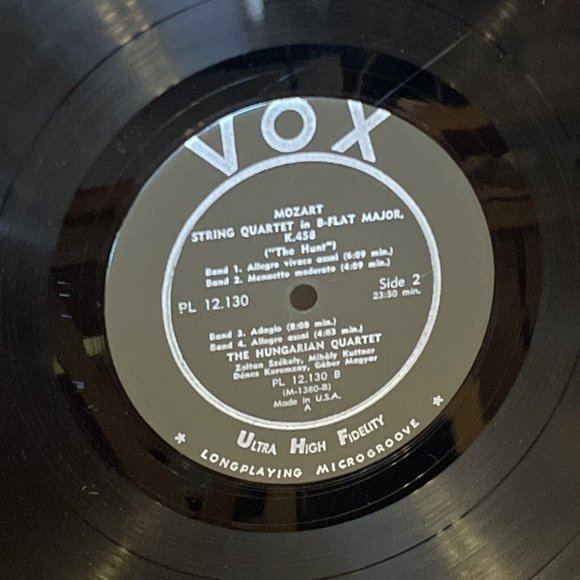 VOX
MOZART
STRING QUARTET in B-FLAT MAJOR,
K.458
("The Hunt")
Band 1. Allegro vivace assai (6:09 min.)
Band 2. Menuetto moderato (4:09 min.)
PL 12.130
Side 2
23:50 min.
Band 3. Adagio (8:08 min.)
Band 4. Allegro assai (4:03 min.)
THE HUNGARIAN QUARTET
Zoltan Székely, Mihály Kuttner
Dénes Koromzay, Gábor Magyar
PL 12.130 B
(M-1380-B)
Made in U.S.A.
A
ULTRA HIGH FIDELITY
* LONGPLAYING MICROGROOVE *